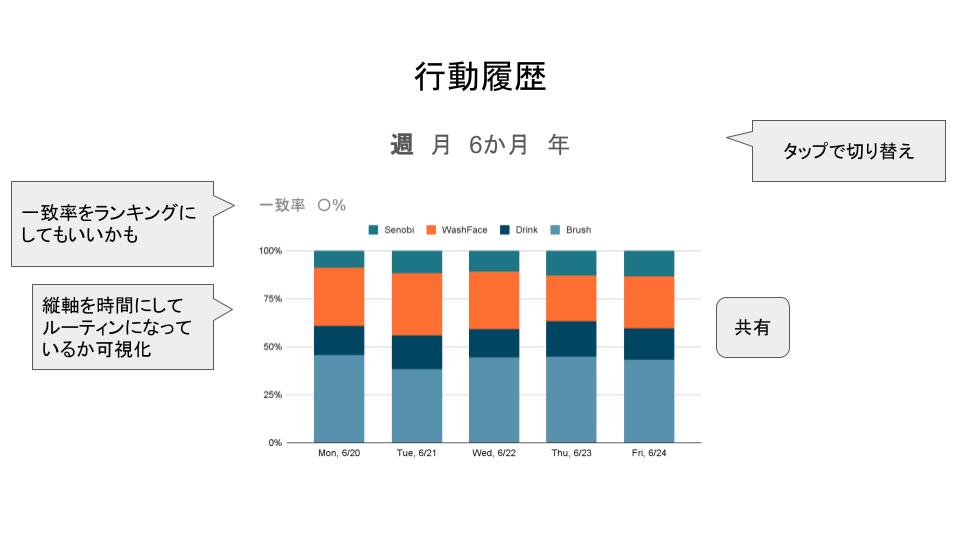 行動履歴
週 月 6か月 年
タップで切り替え
一致率をランキングに
してもいいかも
一致率 〇%
Senobi WashFace Drink Brush
縦軸を時間にして
ルーティンになって
いるか可視化
共有
100%
75%
50%
25%
0%
Mon, 6/20 Tue, 6/21 Wed, 6/22 Thu, 6/23 Fri, 6/24